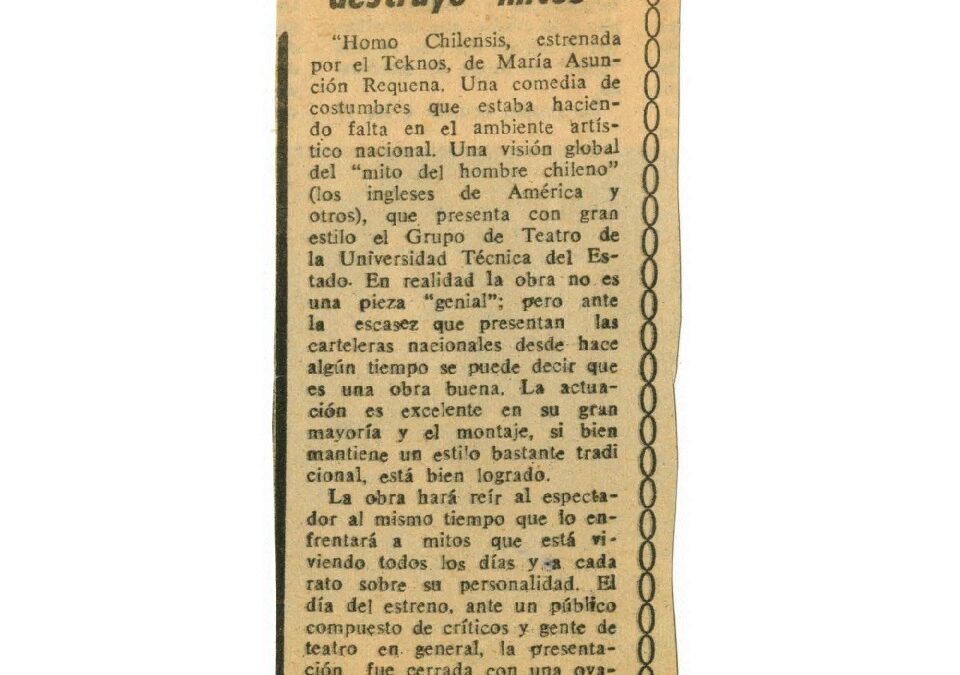 destruyó mitos
"Homo Chilensis, estrenada
por el Teknos, de María Asun-
ción Requena. Una comedia de
costumbres que estaba hacien-
do falta en el ambiente artís-
tico nacional. Una visión global
del "mito del hombre chileno"
(los ingleses de América y
otros), que presenta con gran
estilo el Grupo de Teatro de
la Universidad Técnica del Es-
tado. En realidad la obra no es
una pieza "genial"; pero ante
la escasez que presentan las
carteleras nacionales desde hace
algún tiempo se puede decir que
es una obra buena. La actua-
ción es excelente en su gran
mayoría y el montaje, si bien
mantiene un estilo bastante tradi
cional, está bien logrado.
La obra hará reír al especta-
dor al mismo tiempo que lo en-
frentará a mitos que está vi-
viendo todos los días y a cada
rato sobre su personalidad. El
día del estreno, ante un público
compuesto de críticos y gente de
teatro en general, la presenta-
ción fue cerrada con una ova-